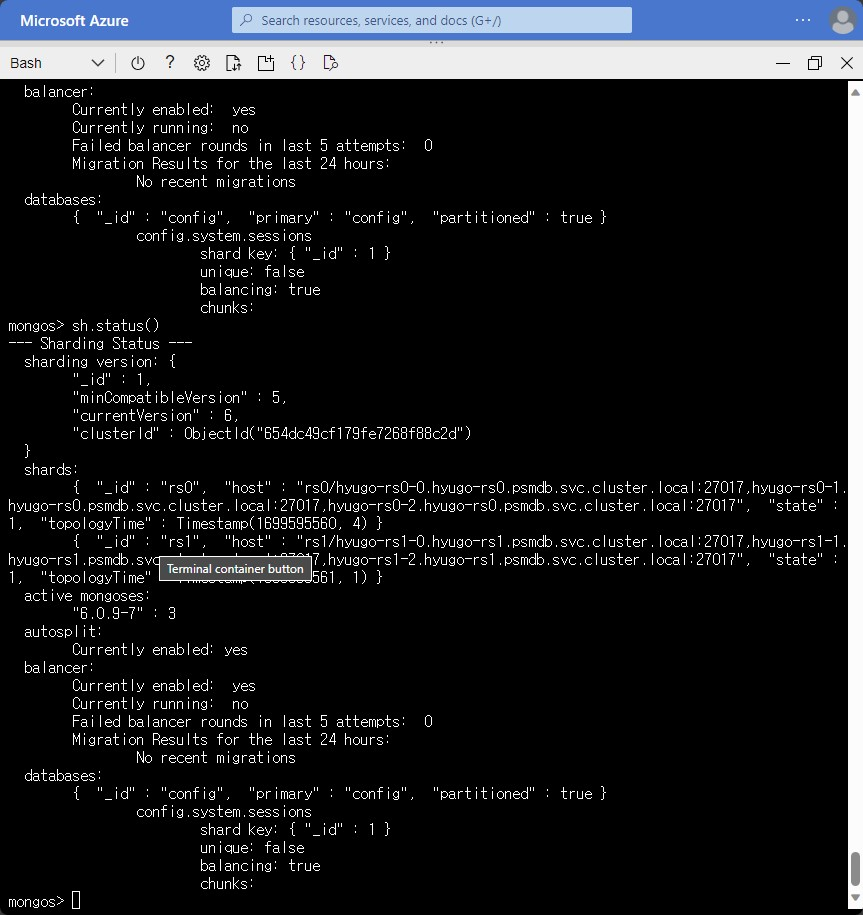 Microsoft Azure
Search resources, services, and docs (G+/)
Bash
balancer:
Currently enabled: yes
Currently running: no
Failed balancer rounds in last 5 attempts: 0
Migration Results for the last 24 hours:
No recent migrations
databases:
{ "_id" : "config", "primary" : "config", "partitioned" : true }
config.system.sessions
shard key: { "_id" : 1 }
unique: false
balancing: true
chunks:
mongos> sh.status()
--- Sharding Status ---
sharding version: {
"_id" : 1,
"minCompatibleVersion" : 5,
"currentVersion" : 6,
"clusterId" : ObjectId("654dc49cf179fe7268f88c2d")
}
shards:
{ "_id" : "rs0", "host" : "rs0/hyugo-rs0-0.hyugo-rs0.psmdb.svc.cluster.local:27017,hyugo-rs0-1.
hyugo-rs0.psmdb.svc.cluster.local:27017,hyugo-rs0-2.hyugo-rs0.psmdb.svc.cluster.local:27017", "state" :
1, "topologyTime" : Timestamp(1699595560, 4) }
{ "_id" : "rs1", "host" : "rs1/hyugo-rs1-0.hyugo-rs1.psmdb.svc.cluster.local:27017,hyugo-rs1-1.
hyugo-rs1.psmdb.svc.cluster.local:27017,hyugo-rs1-2.hyugo-rs1.psmdb.svc.cluster.local:27017", "state" :
1, "topologyTime" 561, 1) }
Terminal container button
active mongoses:
"6.0.9-7" : 3
autosplit:
Currently enabled: yes
balancer:
Currently enabled: yes
Currently running: no
Failed balancer rounds in last 5 attempts: 0
Migration Results for the last 24 hours:
No recent migrations
databases:
{ "_id" : "config", "primary" : "config", "partitioned" : true }
config.system.sessions
shard key: { "_id" : 1 }
unique: false
balancing: true
chunks:
mongos>